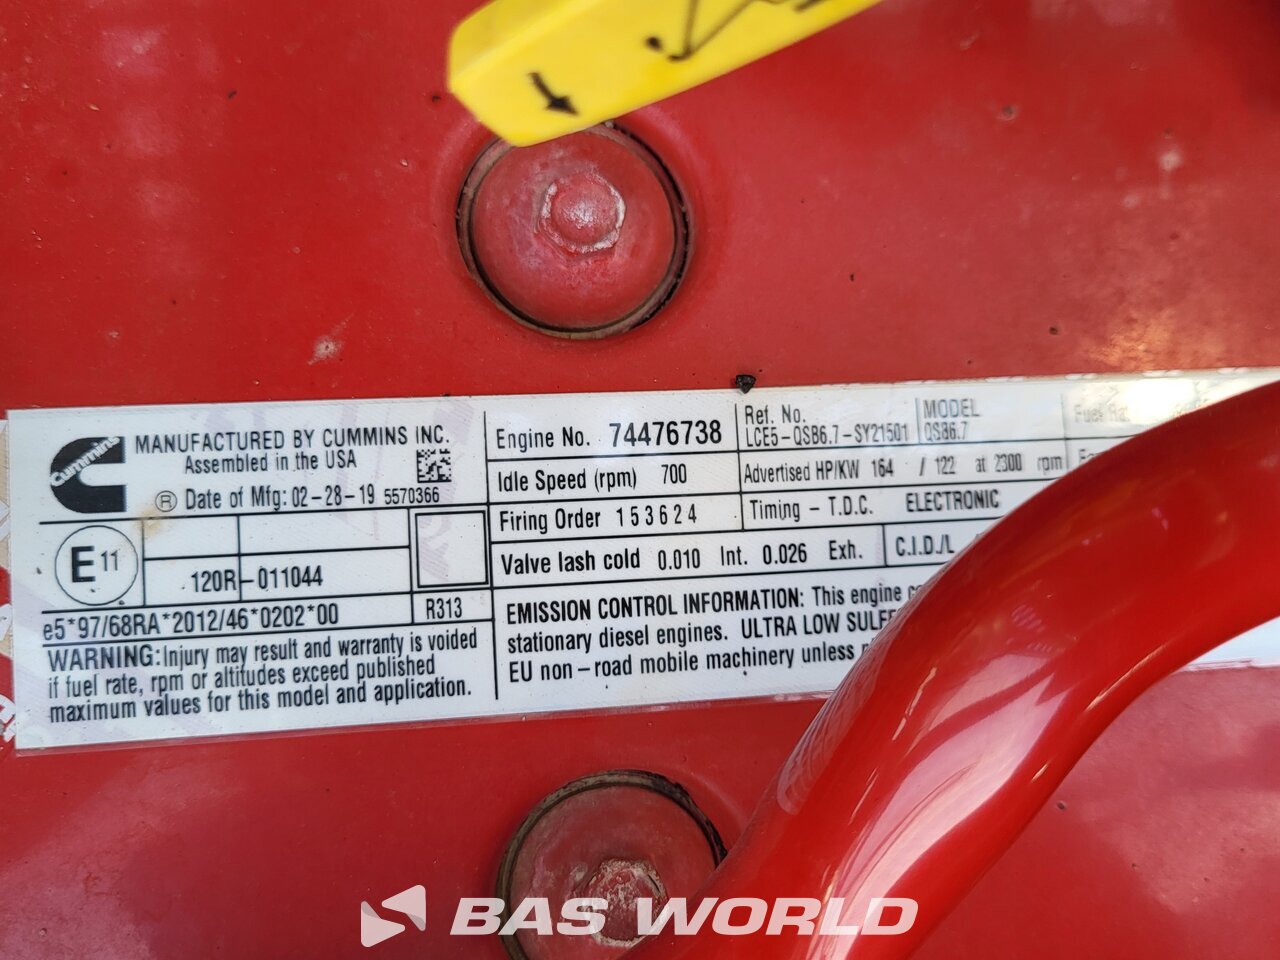 Cummins
MANUFACTURED BY CUMMINS INC.
Assembled in the USA
® Date of Mfg: 02-28-19 5570366
E 11
120R-011044
e5*97/68RA*2012/46*0202*00
R313
WARNING: Injury may result and warranty is voided
if fuel rate, rpm or altitudes exceed published
maximum values for this model and application.
Engine No. 74476738
Idle Speed (rpm) 700
Firing Order 153624
Valve lash cold 0.010 Int. 0.026 Exh.
Ref. No.
LCE5-QSB6.7-SY21501
MODEL
QSB6.7
Advertised HP/KW 164 / 122 at 2300 rpm
Timing - T.D.C. ELECTRONIC
C.I.D./L
EMISSION CONTROL INFORMATION: This engine
stationary diesel engines. ULTRA LOW
EU non-road mobile machinery unless
BAS WORLD